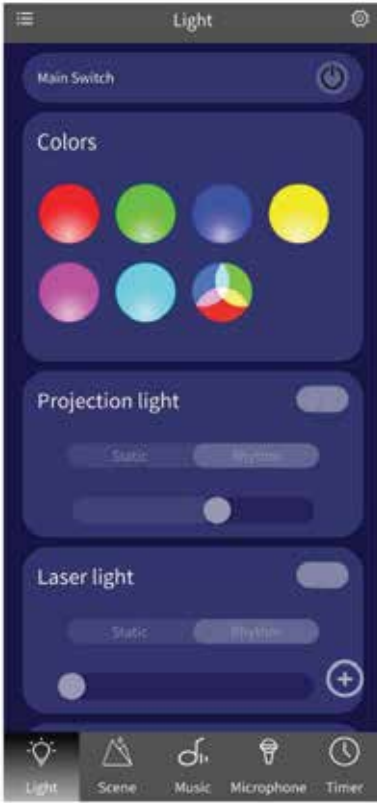 Light
Main Switch
Colors
Projection light
Static Rhythm
Laser light
Static Rhythm
Light Scene Music Microphone Timer